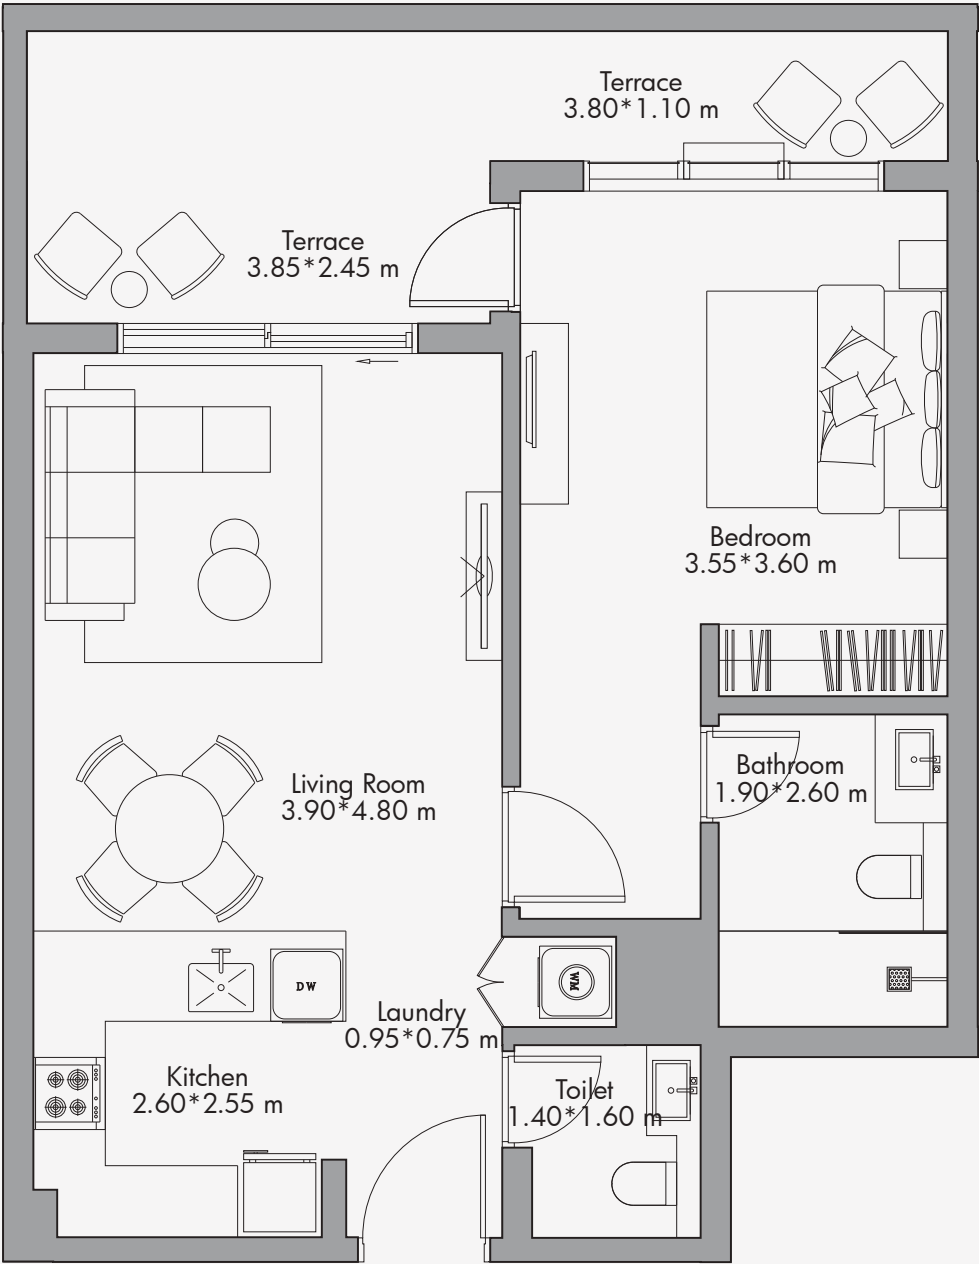 Terrace
3.80*1.10 m
Terrace
3.85*2.45 m
Bedroom
3.55*3.60 m
Bathroom
1.90*2.60 m
Living Room
3.90*4.80 m
DW
WM
Laundry
0.95*0.75 m
Kitchen
2.60*2.55 m
Toilet
1.40*1.60 m